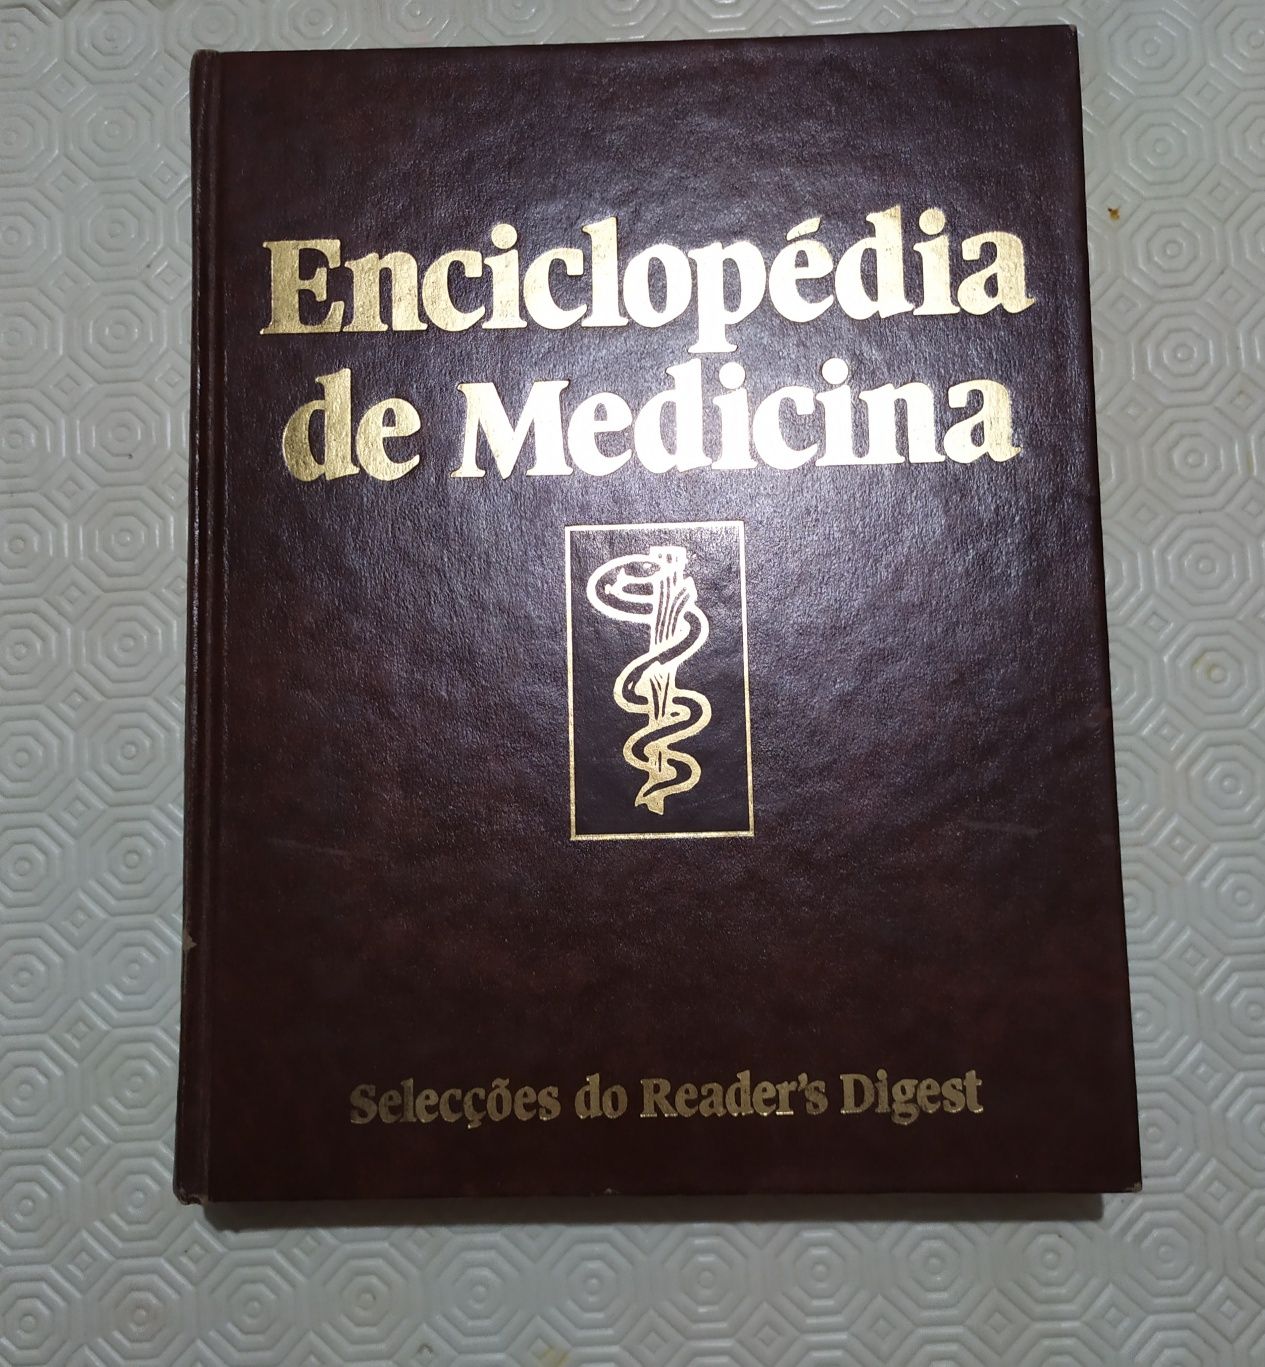 Enciclopédia
de Medicina
Selecções do Reader's Digest